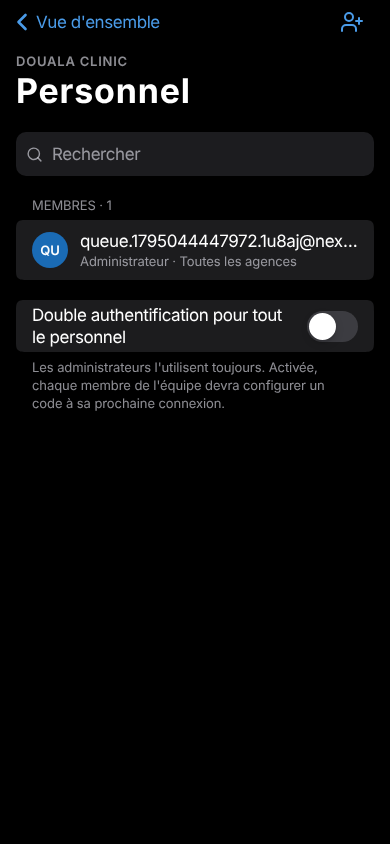 Vue d'ensemble
DOUALA CLINIC
Personnel
Rechercher
MEMBRES · 1
QU
queue.1795044447972.1u8aj@nex...
Administrateur · Toutes les agences
Double authentification pour tout
le personnel
Les administrateurs l'utilisent toujours. Activée,
chaque membre de l'équipe devra configurer un
code à sa prochaine connexion.